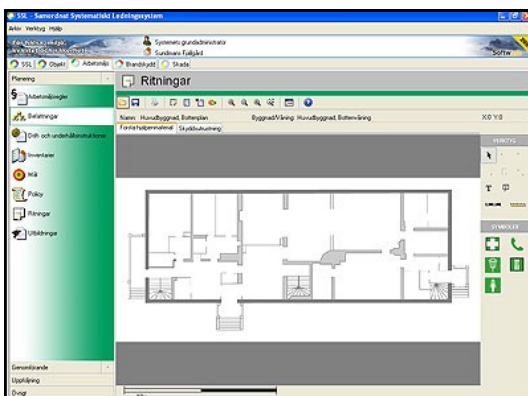 SSL - Samordnat Systematiskt Ledningssystem
Arkiv Verktyg Hjälp
Systemets grundadministratör
Sundmans Fjällgård
Softw
SSL Objekt Arbetsmiljö Brandskydd Skada
Planering
Ritningar
Arbetsmiljöregler
Befattningar
Drift- och underhållsinstruktioner
Inventarier
Mål
Policy
Ritningar
Utbildningar
Namn: Huvudbyggnad, Bottenplan
Byggnad/Våning: Huvudbyggnad, Bottenvåning
X:0 Y:0
Första hjälpenmaterial Skyddsutrustning
VERKTYG
T
SYMBOLER
Genomförande
Uppföljning
Övrigt